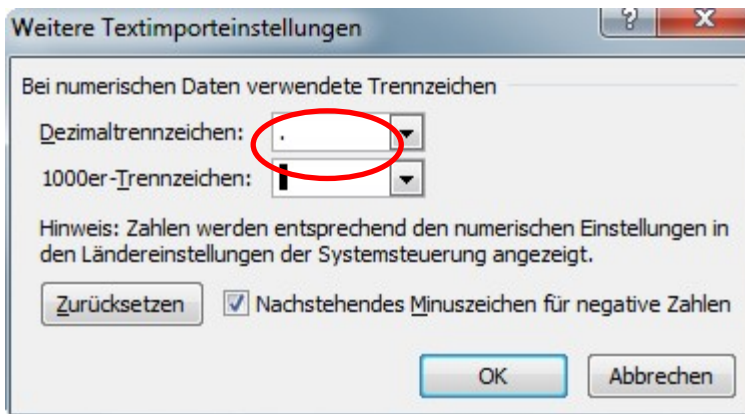 Weitere Textimporteinstellungen
Bei numerischen Daten verwendete Trennzeichen
Dezimaltrennzeichen: .
1000er-Trennzeichen:
Hinweis: Zahlen werden entsprechend den numerischen Einstellungen in
den Ländereinstellungen der Systemsteuerung angezeigt.
Zurücksetzen Nachstehendes Minuszeichen für negative Zahlen
OK Abbrechen